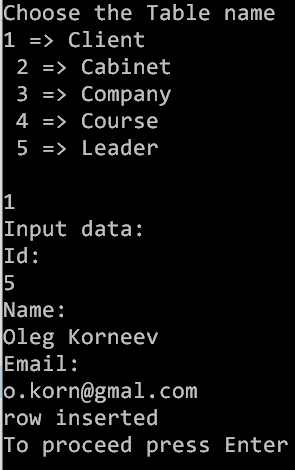 Choose the Table name
1 => Client
2 => Cabinet
3 => Company
4 => Course
5 => Leader
1
Input data:
Id:
5
Name:
Oleg Korneev
Email:
o.korn@gmal.com
row inserted
To proceed press Enter